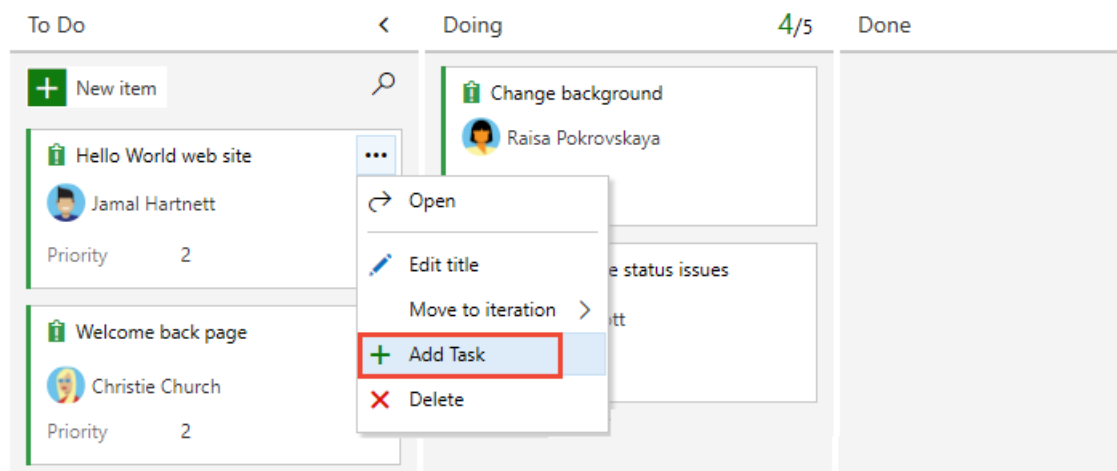 To Do
Doing 4/5
Done
New item
Hello World web site
Jamal Hartnett
Priority 2
Welcome back page
Christie Church
Priority 2
Change background
Raisa Pokrovskaya
status issues
Open
Edit title
Move to iteration
Add Task
Delete